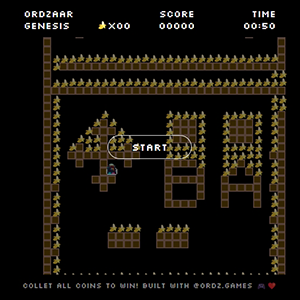 ORDZAAR SCORE TIME
GENESIS X00 00000 00:50
START
COLLET ALL COINS TO WIN! BUILT WITH @ORDZ.GAMES